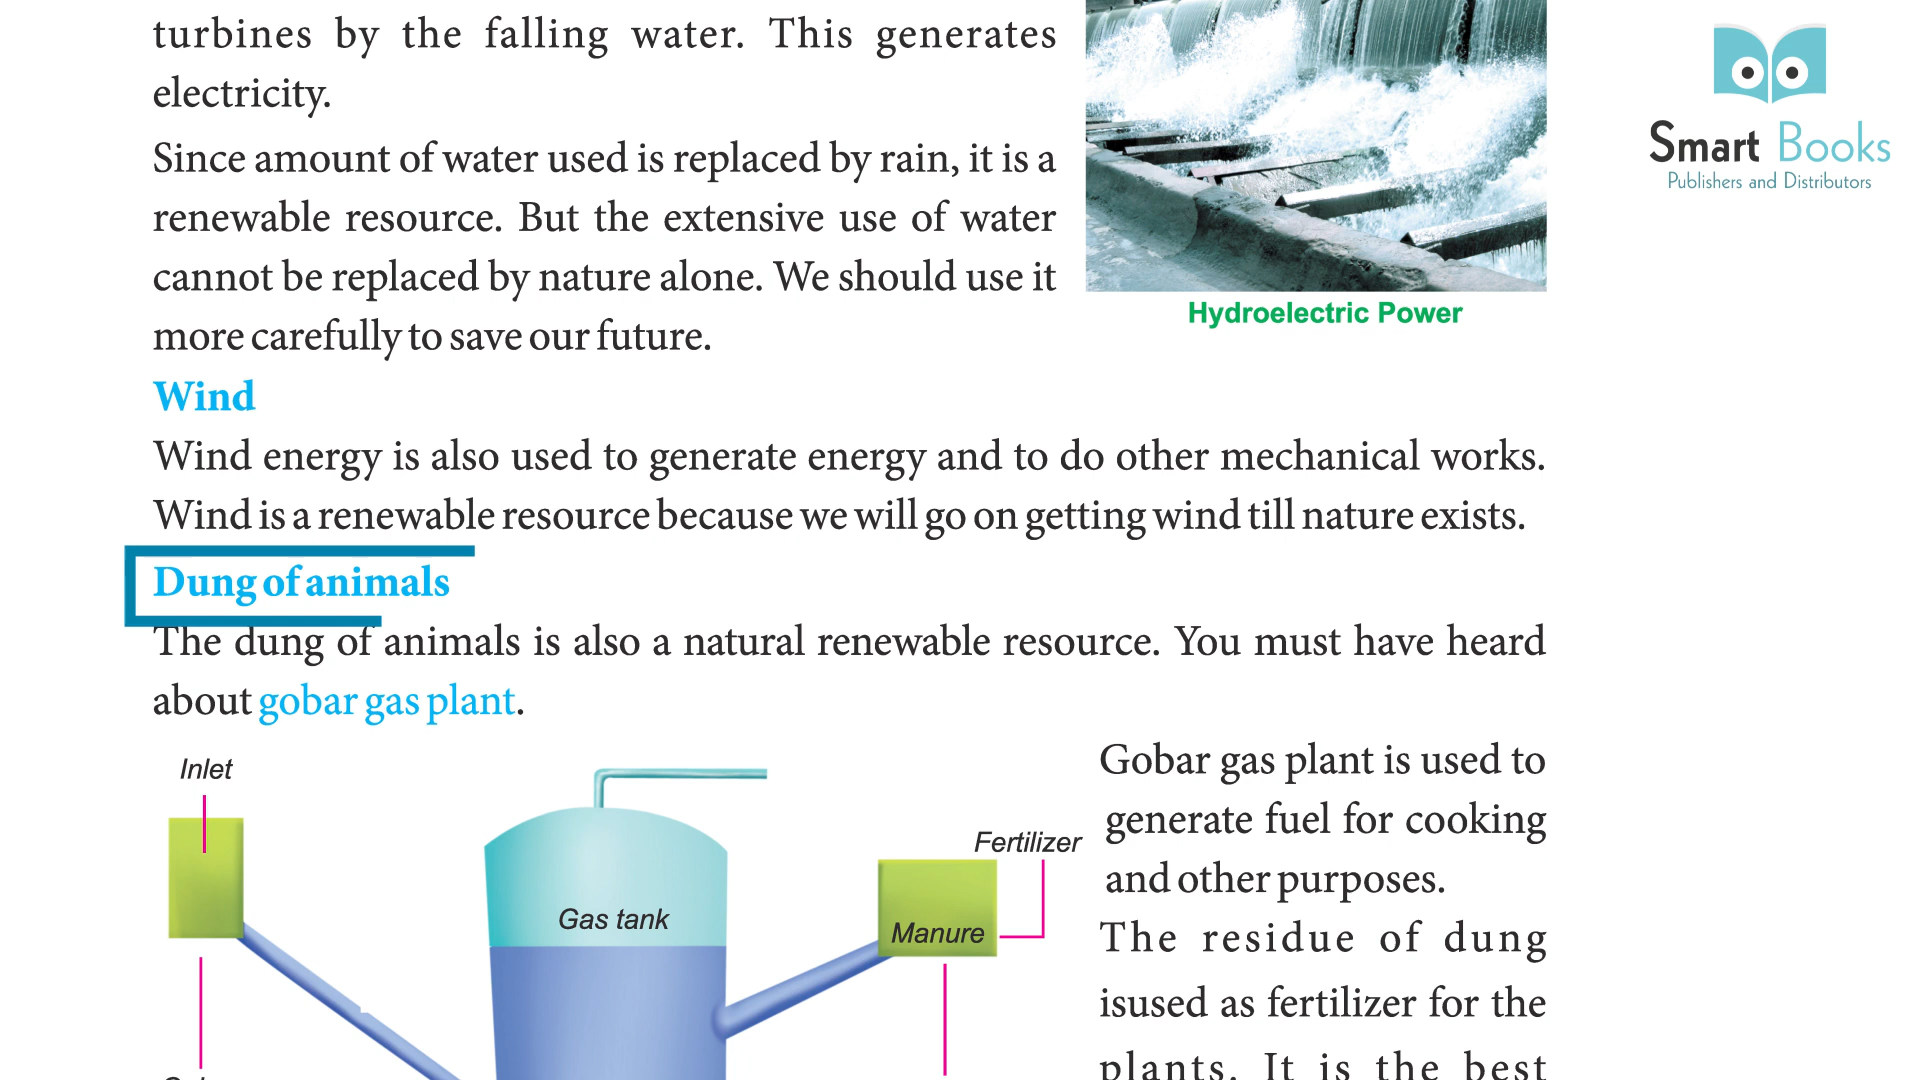 turbines by the falling water. This generates
electricity.
Since amount of water used is replaced by rain, it is a
renewable resource. But the extensive use of water
cannot be replaced by nature alone. We should use it
more carefully to save our future.
Hydroelectric Power
Smart Books
Publishers and Distributors
Wind
Wind energy is also used to generate energy and to do other mechanical works.
Wind is a renewable resource because we will go on getting wind till nature exists.
Dung of animals
The dung of animals is also a natural renewable resource. You must have heard
about gobar gas plant.
Inlet
Gas tank
Fertilizer
Manure
Gobar gas plant is used to
generate fuel for cooking
and other purposes.
The residue of dung
isused as fertilizer for the
plants. It is the best